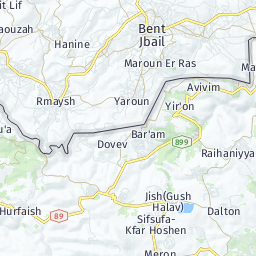 it Lif
Bent
Jbail
aouzah
Hanine
Maroun Er Ras
Ma
Avivim
Rmaysh
Yaroun
Yir'on
u'a
Bar'am
Dovev
899
Raihaniyya
Jish(Gush
Halav)
Hurfaish
89
Sifsufa-
Kfar Hoshen
Dalton
Meron